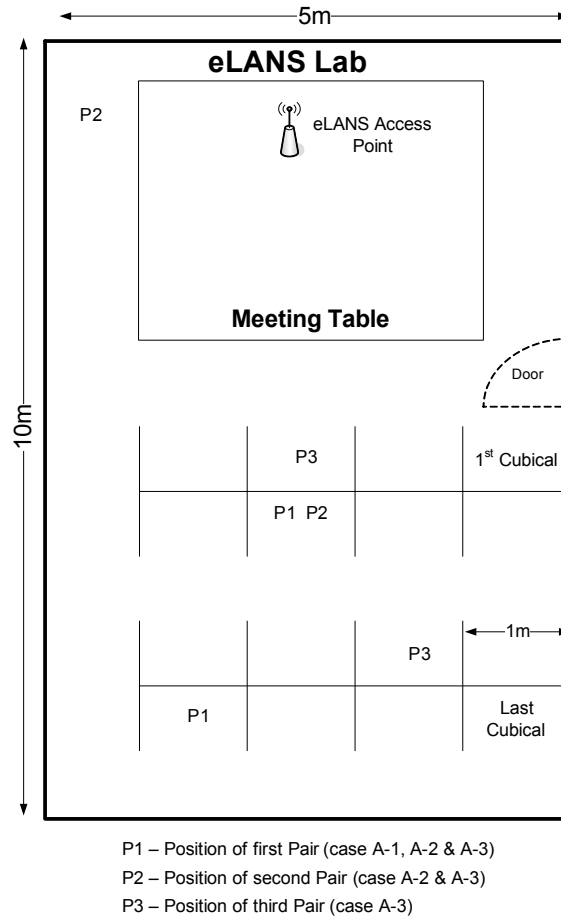 5m
eLANS Lab
P2
eLANS Access
Point
Meeting Table
Door
10m
P3
1st Cubical
P1 P2
1m
P3
P1
Last
Cubical
P1 – Position of first Pair (case A-1, A-2 & A-3)
P2 – Position of second Pair (case A-2 & A-3)
P3 – Position of third Pair (case A-3)